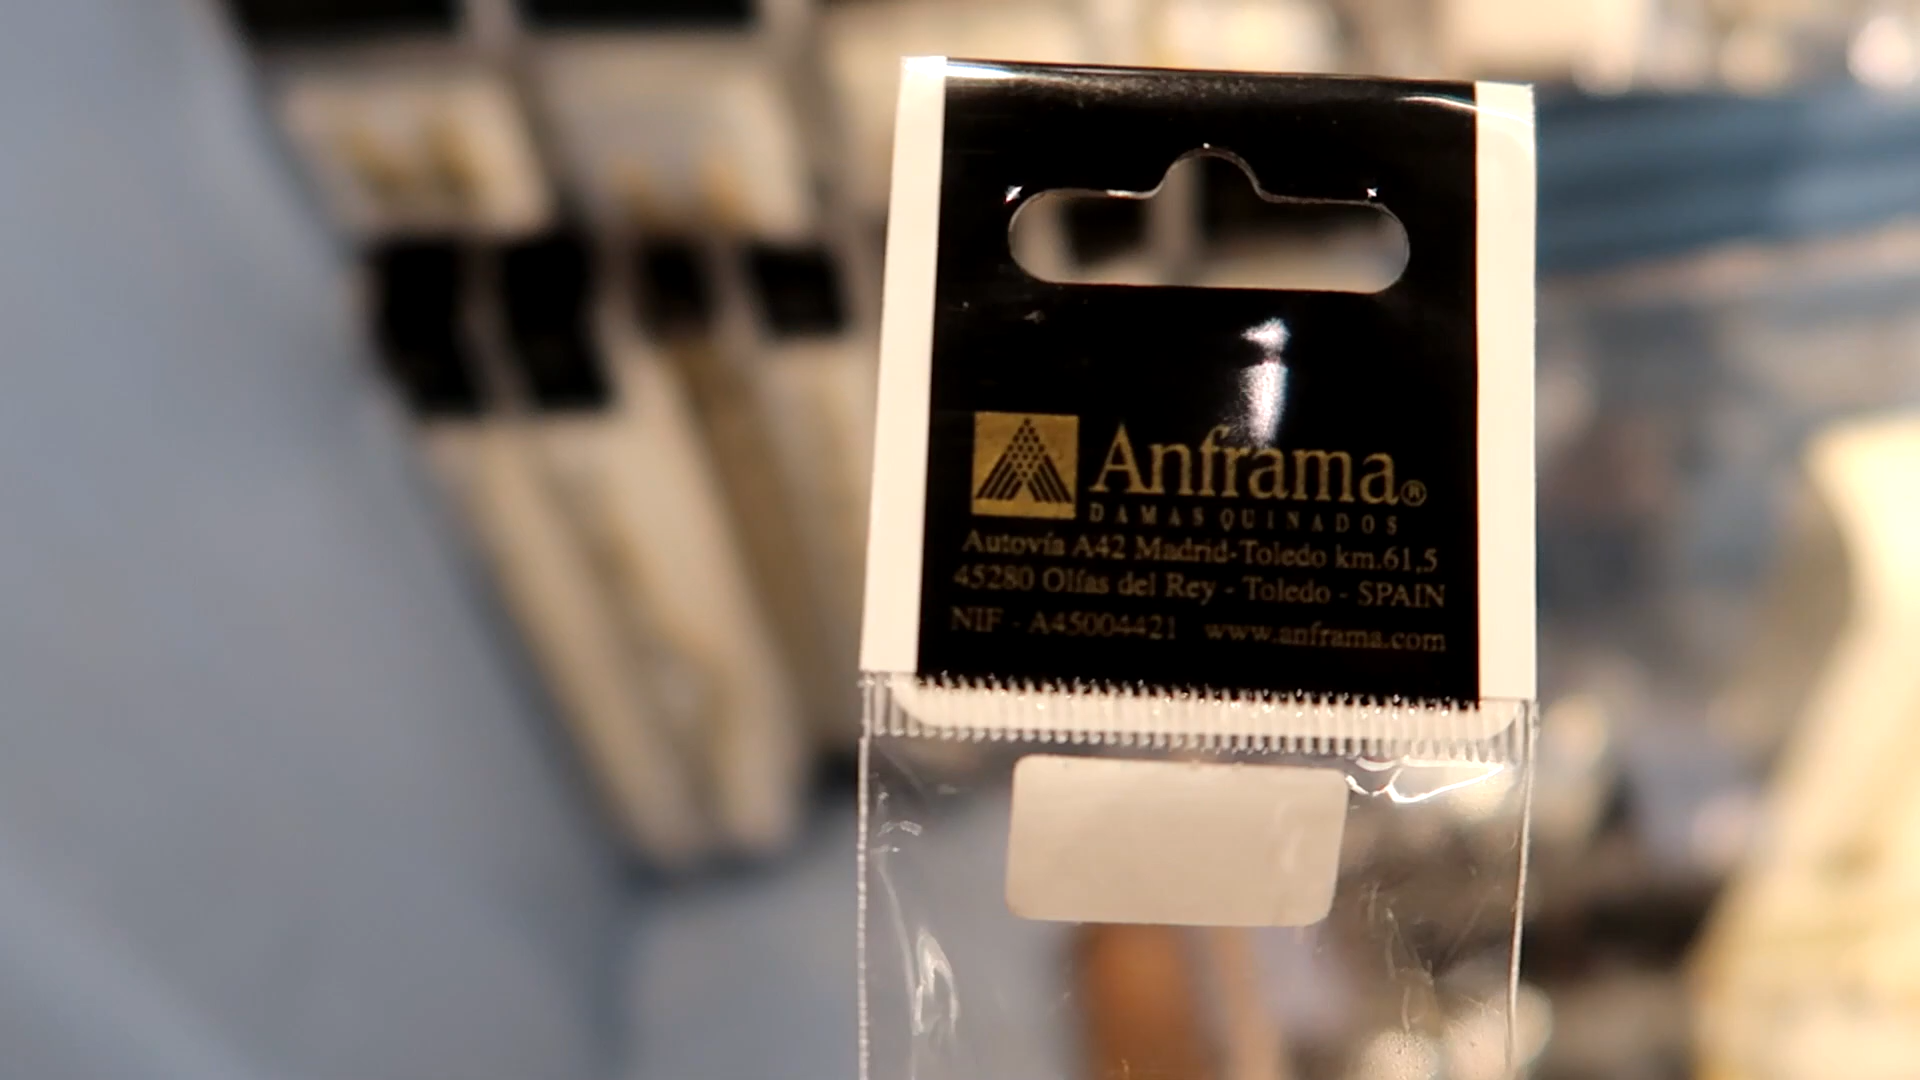 Anframa®
DAMASQUINADOS
Autovía A42 Madrid-Toledo km.61,5
45280 Olías del Rey - Toledo - SPAIN
NIF - A45004421 www.anframa.com